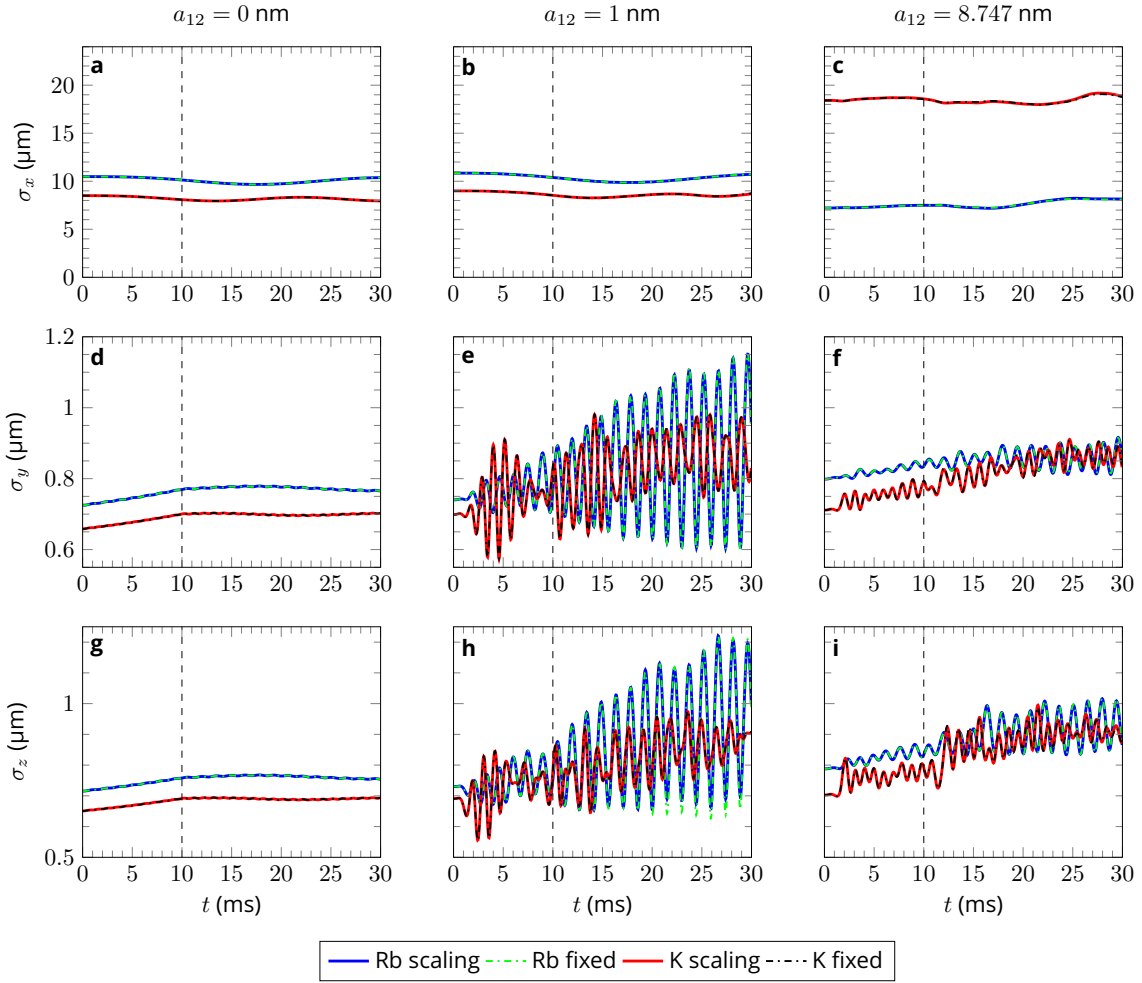 a₁₂ = 0 nm a₁₂ = 1 nm a₁₂ = 8.747 nm
a b c
20
15
10
5
0
σₓ (µm)
0 5 10 15 20 25 30 0 5 10 15 20 25 30 0 5 10 15 20 25 30
d e f
1.2
1
0.8
0.6
σ_y (µm)
0 5 10 15 20 25 30 0 5 10 15 20 25 30 0 5 10 15 20 25 30
g h i
1
0.5
σ_z (µm)
0 5 10 15 20 25 30 0 5 10 15 20 25 30 0 5 10 15 20 25 30
t (ms) t (ms) t (ms)
Rb scaling Rb fixed K scaling K fixed